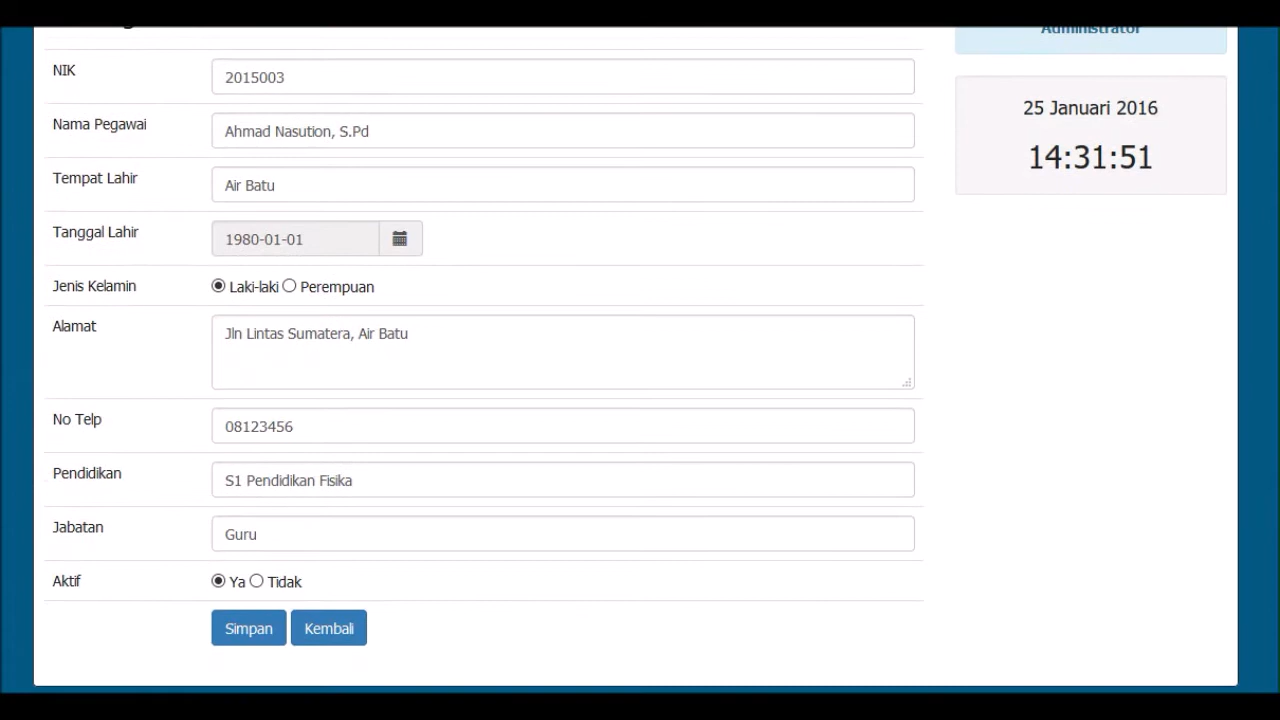 Administrator
NIK 2015003
25 Januari 2016
Nama Pegawai Ahmad Nasution, S.Pd
14:31:51
Tempat Lahir Air Batu
Tanggal Lahir 1980-01-01
Jenis Kelamin Laki-laki Perempuan
Alamat Jln Lintas Sumatera, Air Batu
No Telp 08123456
Pendidikan S1 Pendidikan Fisika
Jabatan Guru
Aktif Ya Tidak
Simpan Kembali